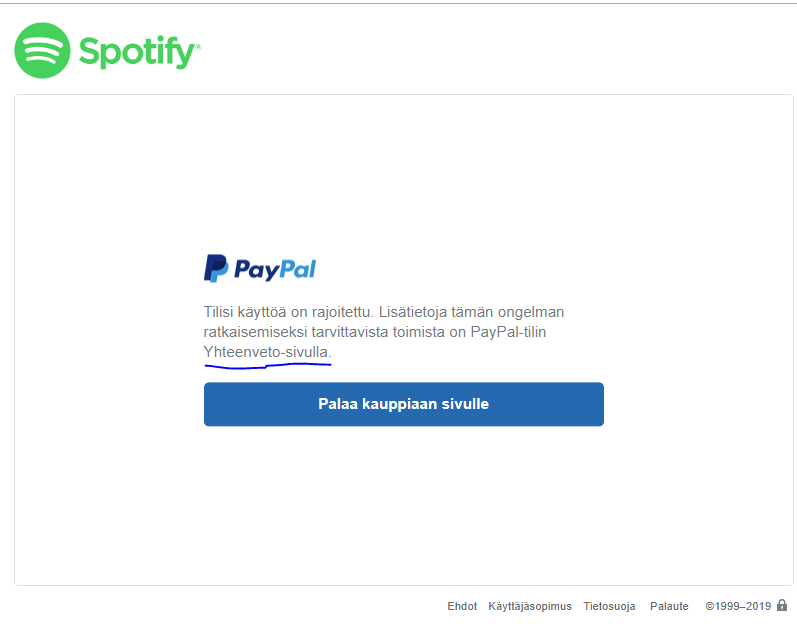 Spotify®
PayPal
Tilisi käyttöä on rajoitettu. Lisätietoja tämän ongelman
ratkaisemiseksi tarvittavista toimista on PayPal-tilin
Yhteenveto-sivulla.
Palaa kauppiaan sivulle
Ehdot Käyttäjäsopimus Tietosuoja Palaute ©1999–2019